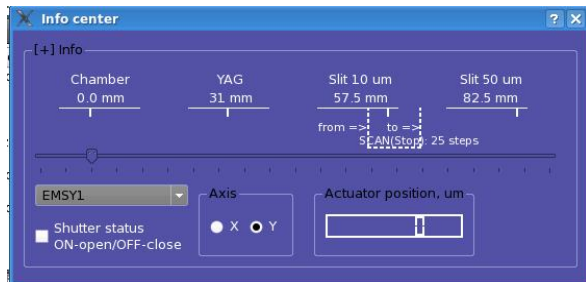 Info center
[+] Info
Chamber YAG Slit 10 um Slit 50 um
0.0 mm 31 mm 57.5 mm 82.5 mm
from => to =>
SCAN(Stop): 25 steps
EMSY1 Axis Actuator position, um
X Y
Shutter status
ON-open/OFF-close